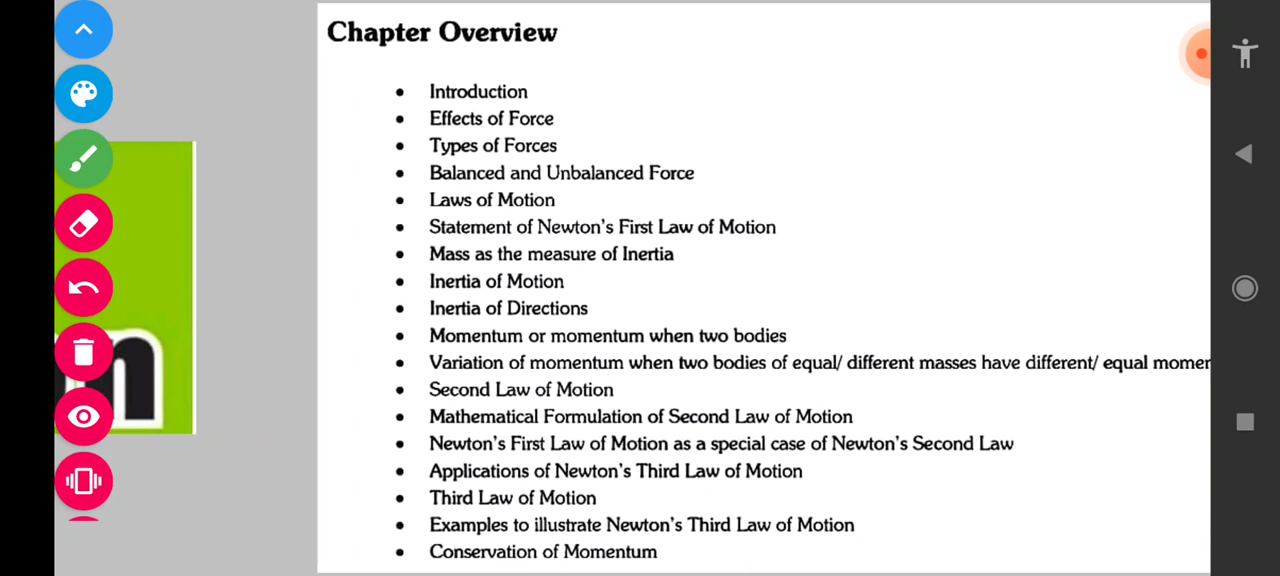 Chapter Overview
• Introduction
• Effects of Force
• Types of Forces
• Balanced and Unbalanced Force
• Laws of Motion
• Statement of Newton's First Law of Motion
• Mass as the measure of Inertia
• Inertia of Motion
• Inertia of Directions
• Momentum or momentum when two bodies
• Variation of momentum when two bodies of equal/ different masses have different/ equal
• Second Law of Motion
• Mathematical Formulation of Second Law of Motion
• Newton's First Law of Motion as a special case of Newton's Second Law
• Applications of Newton's Third Law of Motion
• Third Law of Motion
• Examples to illustrate Newton's Third Law of Motion
• Conservation of Momentum